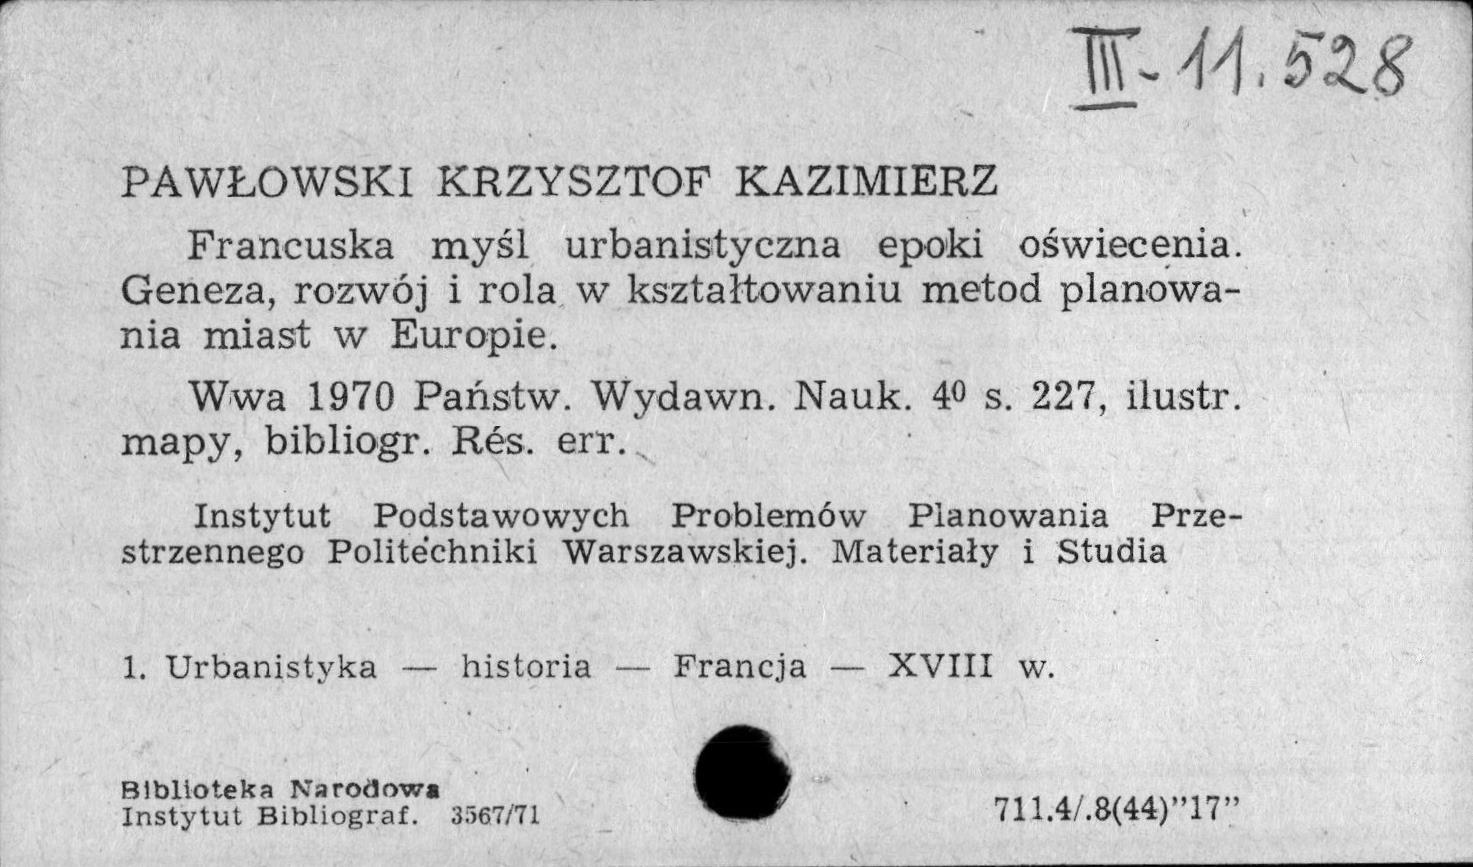 III-11.528
PAWŁOWSKI KRZYSZTOF KAZIMIERZ
Francuska myśl urbanistyczna epoki oświecenia.
Geneza, rozwój i rola w kształtowaniu metod planowa-
nia miast w Europie.
Wwa 1970 Państw. Wydawn. Nauk. 4⁰ s. 227, ilustr.
mapy, bibliogr. Rés. err.
Instytut Podstawowych Problemów Planowania Prze-
strzennego Politechniki Warszawskiej. Materiały i Studia
1. Urbanistyka — historia — Francja — XVIII w.
Biblioteka Narodowa
Instytut Bibliograf. 3567/71
711.4/.8(44)”17”